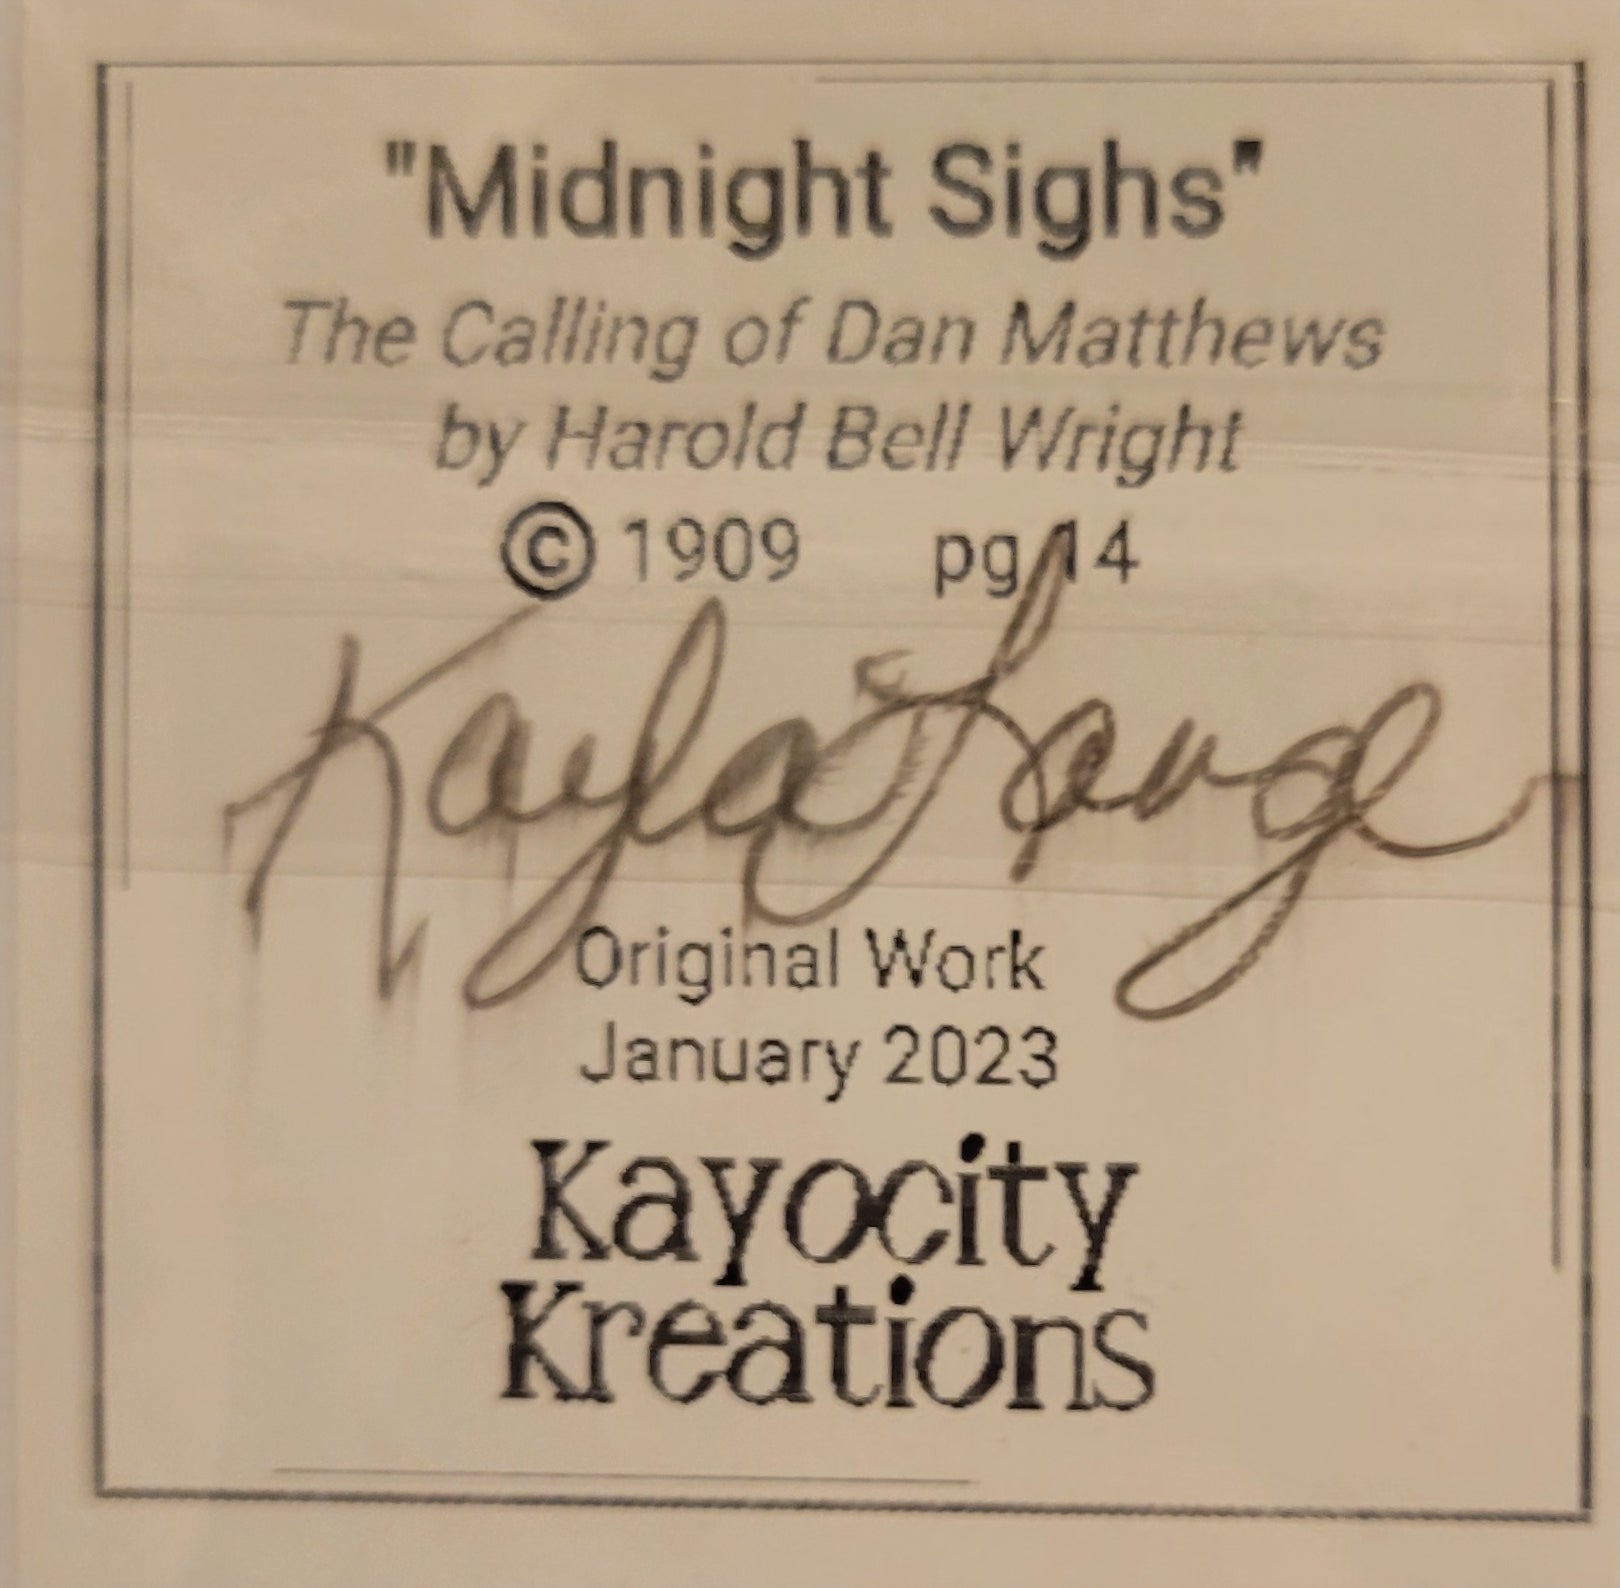 "Midnight Sighs"
The Calling of Dan Matthews
by Harold Bell Wright
© 1909 pg 14
Kayla Lange
Original Work
January 2023
Kayocity
Kreations